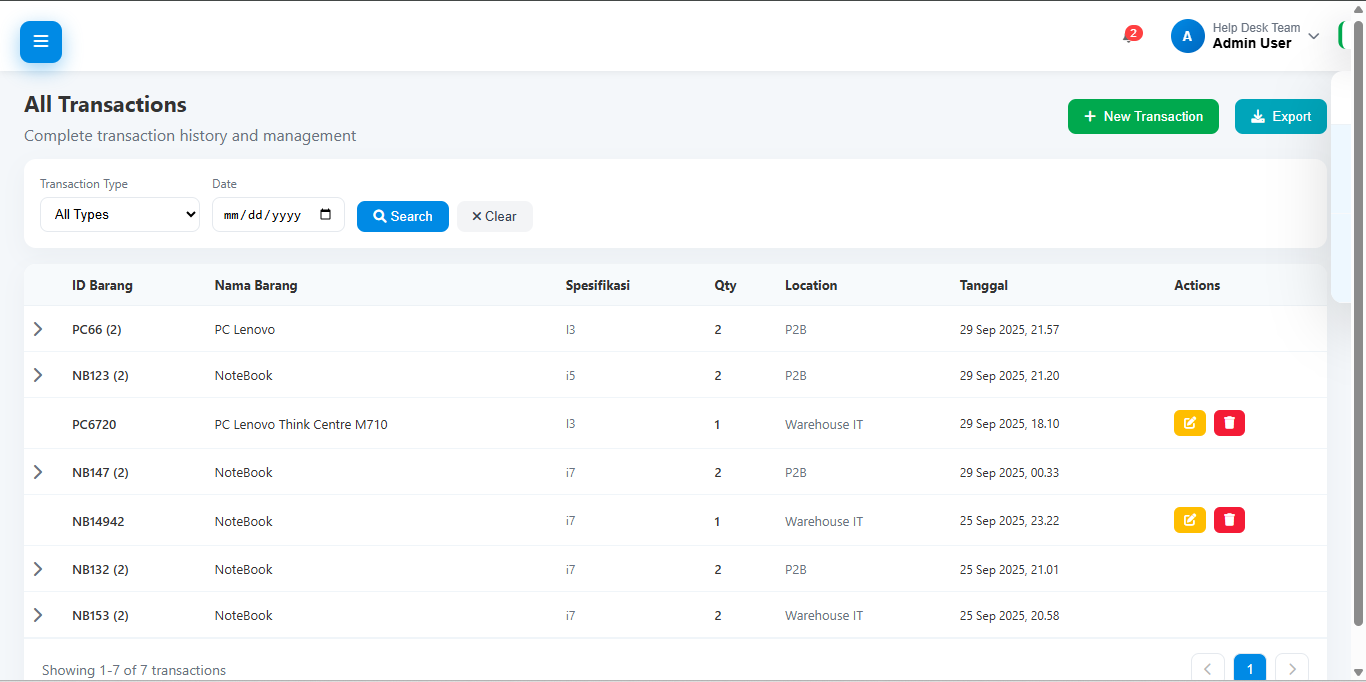 2
A
Help Desk Team
Admin User
All Transactions
Complete transaction history and management
+ New Transaction
Export
Transaction Type
Date
All Types
mm/dd/yyyy
Search
× Clear
ID Barang Nama Barang Spesifikasi Qty Location Tanggal Actions
PC66 (2) PC Lenovo I3 2 P2B 29 Sep 2025, 21.57
NB123 (2) NoteBook i5 2 P2B 29 Sep 2025, 21.20
PC6720 PC Lenovo Think Centre M710 I3 1 Warehouse IT 29 Sep 2025, 18.10
NB147 (2) NoteBook i7 2 P2B 29 Sep 2025, 00.33
NB14942 NoteBook i7 1 Warehouse IT 25 Sep 2025, 23.22
NB132 (2) NoteBook i7 2 P2B 25 Sep 2025, 21.01
NB153 (2) NoteBook i7 2 Warehouse IT 25 Sep 2025, 20.58
Showing 1-7 of 7 transactions
1